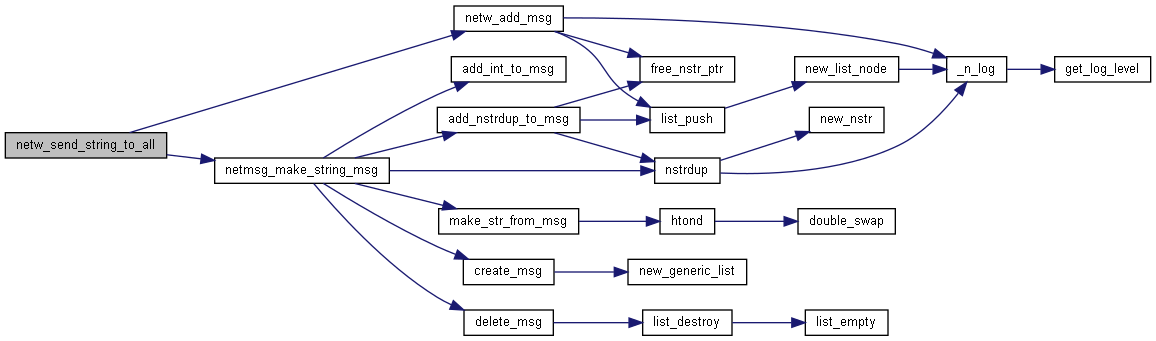 netw_send_string_to_all
netw_add_msg
netmsg_make_string_msg
add_int_to_msg
add_nstrdup_to_msg
make_str_from_msg
create_msg
delete_msg
free_nstr_ptr
list_push
nstrdup
htond
new_generic_list
list_destroy
new_list_node
new_nstr
double_swap
list_empty
_n_log
get_log_level